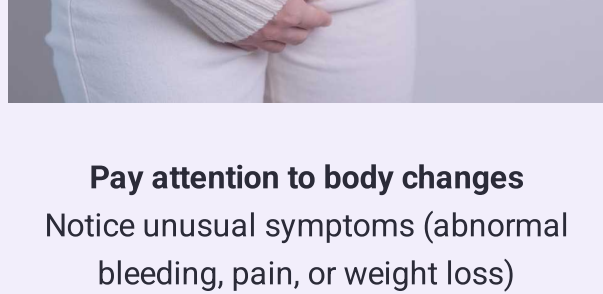 Pay attention to body changes
Notice unusual symptoms (abnormal
bleeding, pain, or weight loss)